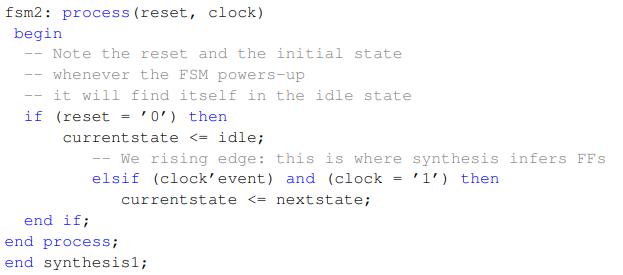 fsm2: process(reset, clock)
begin
-- Note the reset and the initial state
-- whenever the FSM powers-up
-- it will find itself in the idle state
if (reset = ’0’) then
currentstate <= idle;
-- We rising edge: this is where synthesis infers FFs
elsif (clock’event) and (clock = ’1’) then
currentstate <= nextstate;
end if;
end process;
end synthesis1;